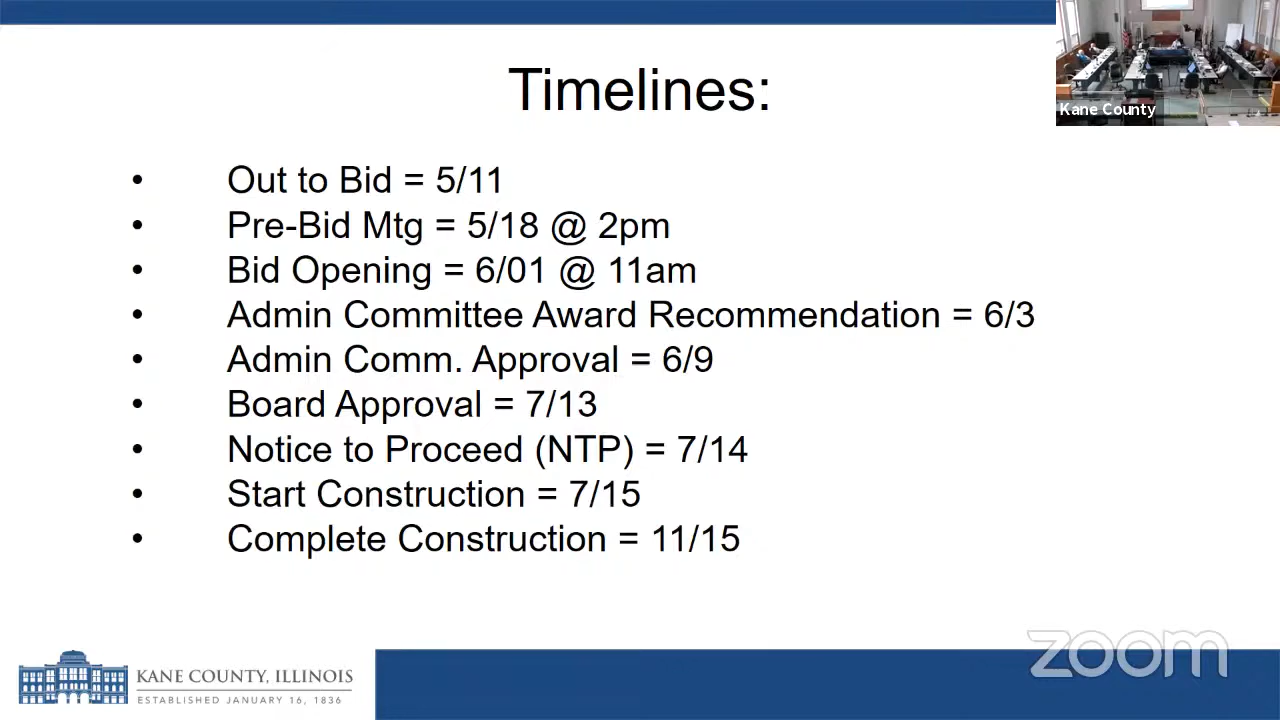 Timelines:
Kane County
• Out to Bid = 5/11
• Pre-Bid Mtg = 5/18 @ 2pm
• Bid Opening = 6/01 @ 11am
• Admin Committee Award Recommendation = 6/3
• Admin Comm. Approval = 6/9
• Board Approval = 7/13
• Notice to Proceed (NTP) = 7/14
• Start Construction = 7/15
• Complete Construction = 11/15
KANE COUNTY, ILLINOIS
ESTABLISHED JANUARY 16, 1836
zoom